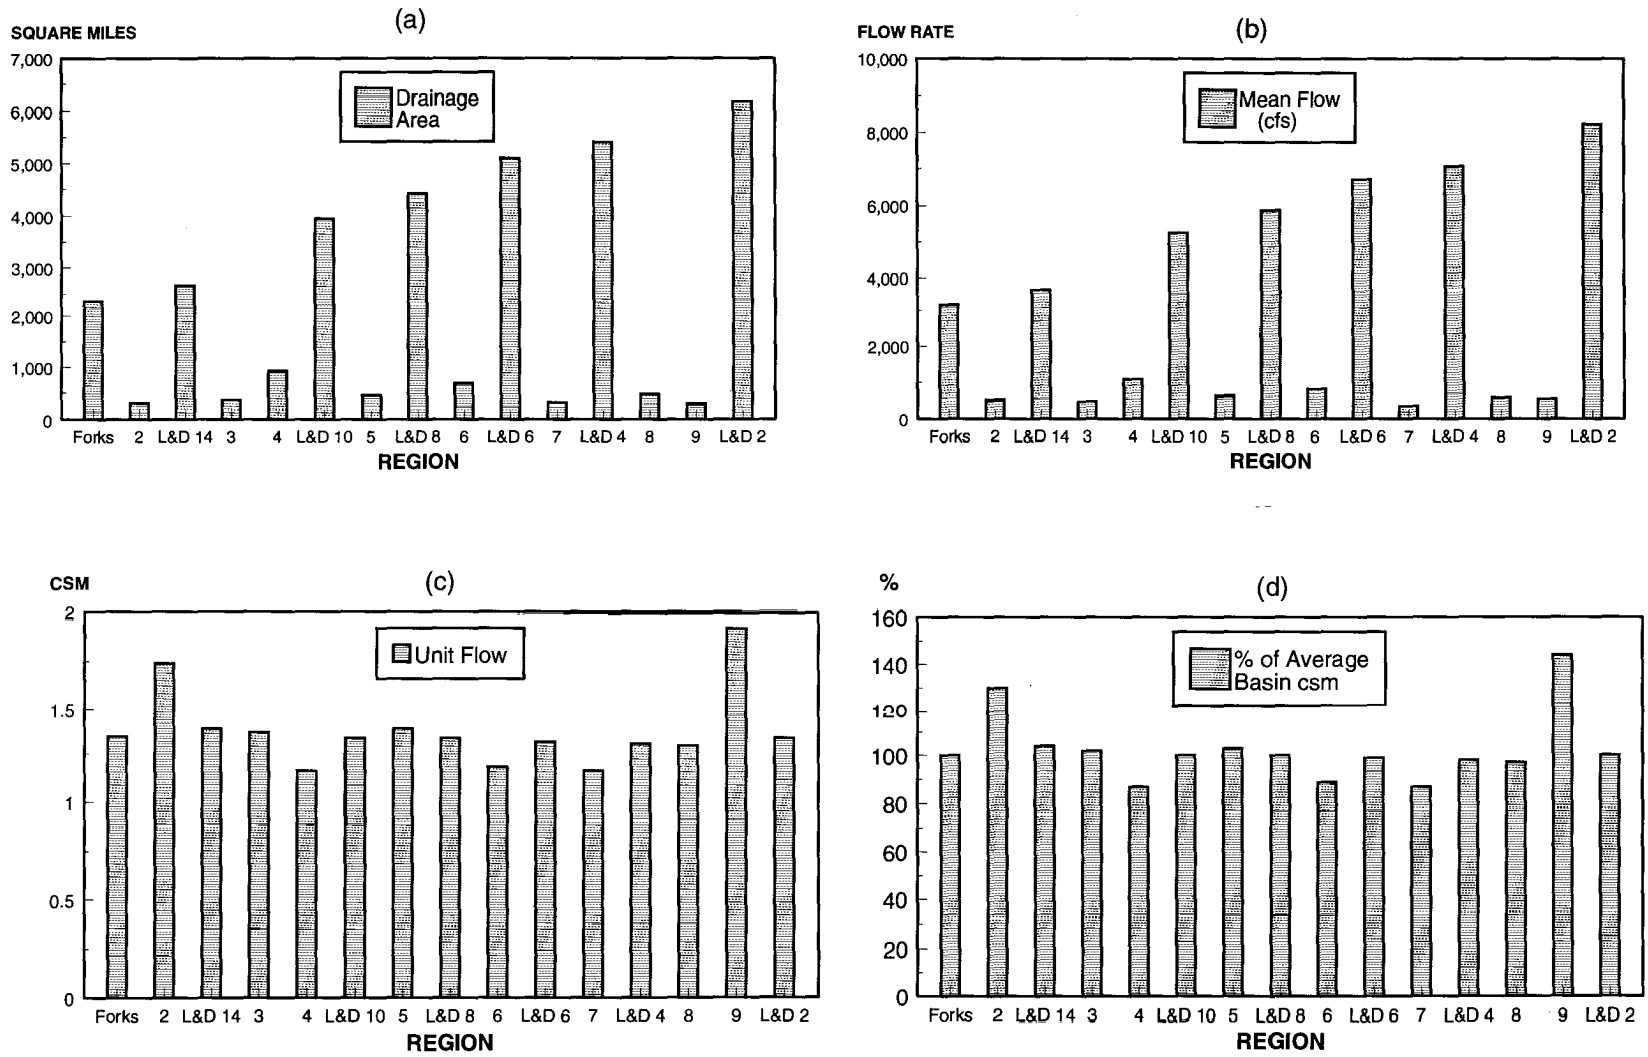 (a)
SQUARE MILES
7,000
6,000
5,000
4,000
3,000
2,000
1,000
0
Drainage
Area
Forks 2 L&D 14 3 4 L&D 10 5 L&D 8 6 L&D 6 7 L&D 4 8 9 L&D 2
REGION
(b)
FLOW RATE
10,000
8,000
6,000
4,000
2,000
0
Mean Flow
(cfs)
Forks 2 L&D 14 3 4 L&D 10 5 L&D 8 6 L&D 6 7 L&D 4 8 9 L&D 2
REGION
(c)
CSM
2
1.5
1
0.5
0
Unit Flow
Forks 2 L&D 14 3 4 L&D 10 5 L&D 8 6 L&D 6 7 L&D 4 8 9 L&D 2
REGION
(d)
%
160
140
120
100
80
60
40
20
0
% of Average
Basin csm
Forks 2 L&D 14 3 4 L&D 10 5 L&D 8 6 L&D 6 7 L&D 4 8 9 L&D 2
REGION